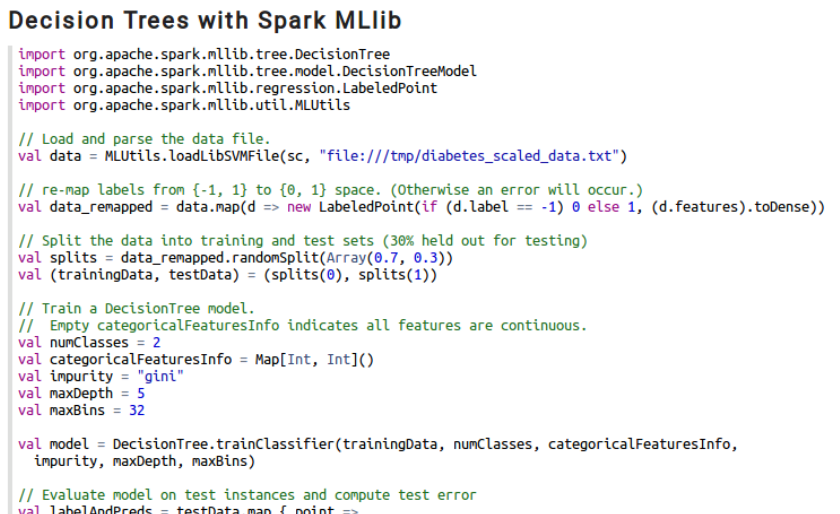 Decision Trees with Spark MLlib
import org.apache.spark.mllib.tree.DecisionTree
import org.apache.spark.mllib.tree.model.DecisionTreeModel
import org.apache.spark.mllib.regression.LabeledPoint
import org.apache.spark.mllib.util.MLUtils
// Load and parse the data file.
val data = MLUtils.loadLibSVMFile(sc, "file:///tmp/diabetes_scaled_data.txt")
// re-map labels from {-1, 1} to {0, 1} space. (Otherwise an error will occur.)
val data_remapped = data.map(d => new LabeledPoint(if (d.label == -1) 0 else 1, (d.features).toDense))
// Split the data into training and test sets (30% held out for testing)
val splits = data_remapped.randomSplit(Array(0.7, 0.3))
val (trainingData, testData) = (splits(0), splits(1))
// Train a DecisionTree model.
//  Empty categoricalFeaturesInfo indicates all features are continuous.
val numClasses = 2
val categoricalFeaturesInfo = Map[Int, Int]()
val impurity = "gini"
val maxDepth = 5
val maxBins = 32
val model = DecisionTree.trainClassifier(trainingData, numClasses, categoricalFeaturesInfo,
  impurity, maxDepth, maxBins)
// Evaluate model on test instances and compute test error
val labelAndPreds = testData.map { point =>